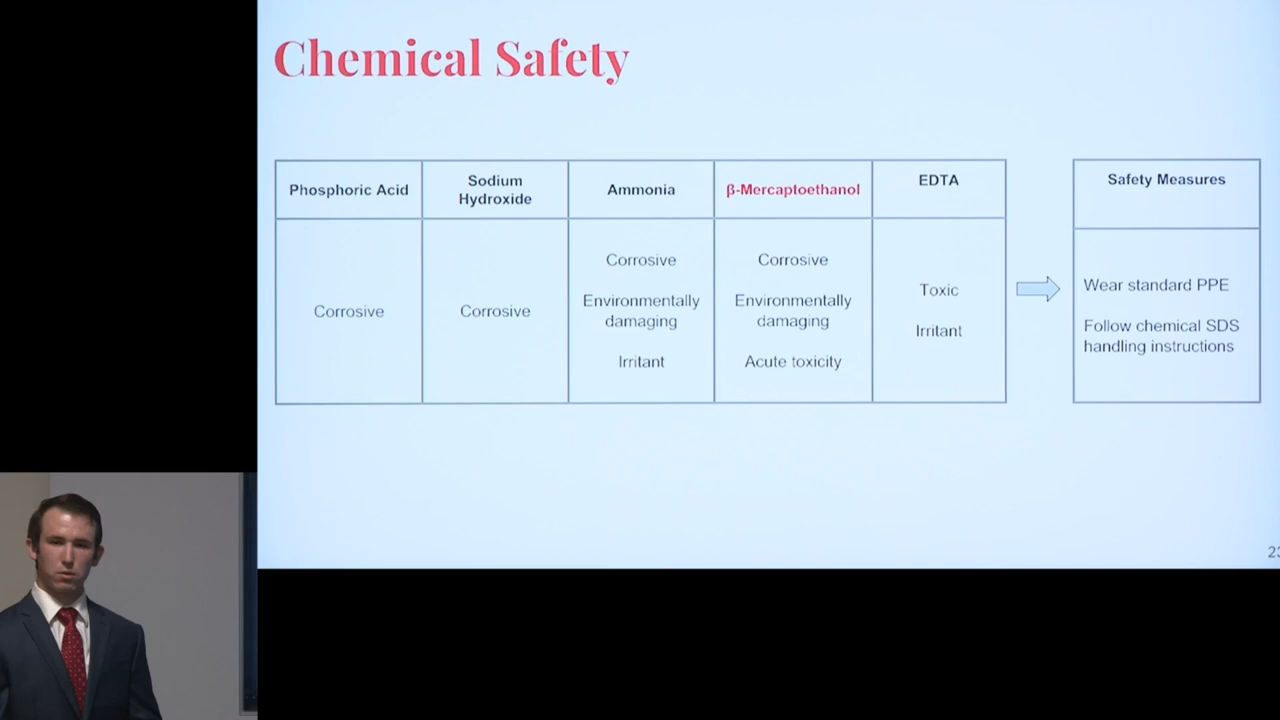 Chemical Safety
Phosphoric Acid
Sodium
Hydroxide
Ammonia
β-Mercaptoethanol
EDTA
Corrosive
Corrosive
Corrosive
Environmentally
damaging
Irritant
Corrosive
Environmentally
damaging
Acute toxicity
Toxic
Irritant
Safety Measures
Wear standard PPE
Follow chemical SDS
handling instructions